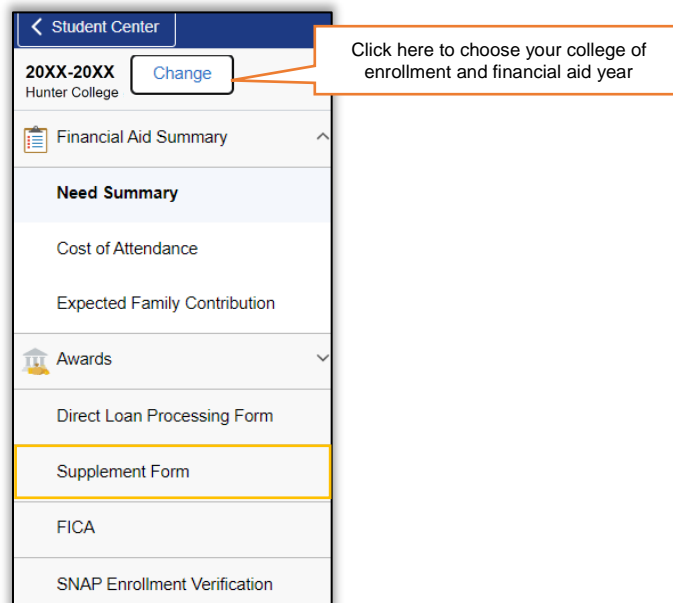 Student Center
20XX-20XX
Change
Hunter College
Click here to choose your college of
enrollment and financial aid year
Financial Aid Summary
Need Summary
Cost of Attendance
Expected Family Contribution
Awards
Direct Loan Processing Form
Supplement Form
FICA
SNAP Enrollment Verification